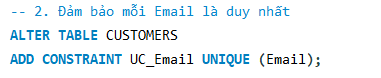 -- 2. Đảm bảo mỗi Email là duy nhất
ALTER TABLE CUSTOMERS
ADD CONSTRAINT UC_Email UNIQUE (Email);